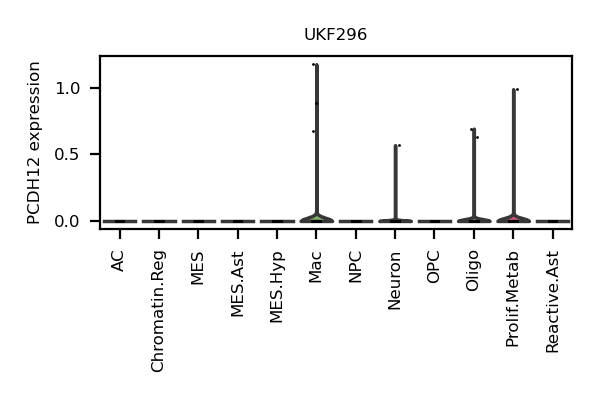 UKF296
PCDH12 expression
1.0
0.5
0.0
AC
Chromatin.Reg
MES
MES.Ast
MES.Hyp
Mac
NPC
Neuron
OPC
Oligo
Prolif.Metab
Reactive.Ast